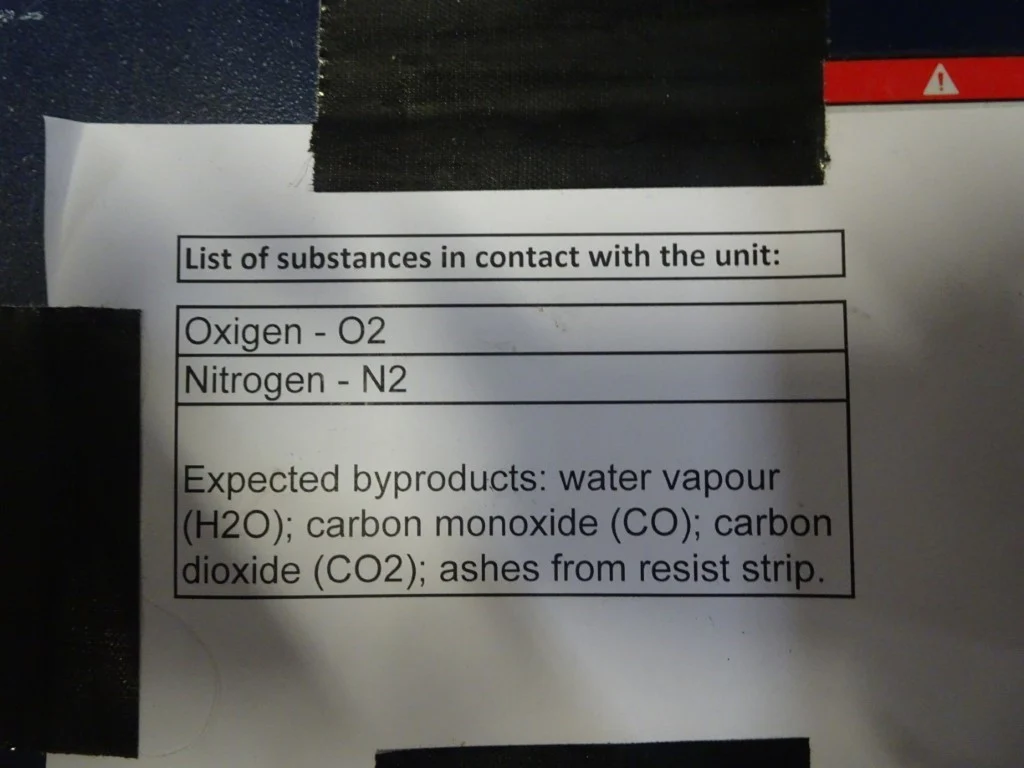 List of substances in contact with the unit:
Oxigen - O2
Nitrogen - N2
Expected byproducts: water vapour
(H2O); carbon monoxide (CO); carbon
dioxide (CO2); ashes from resist strip.